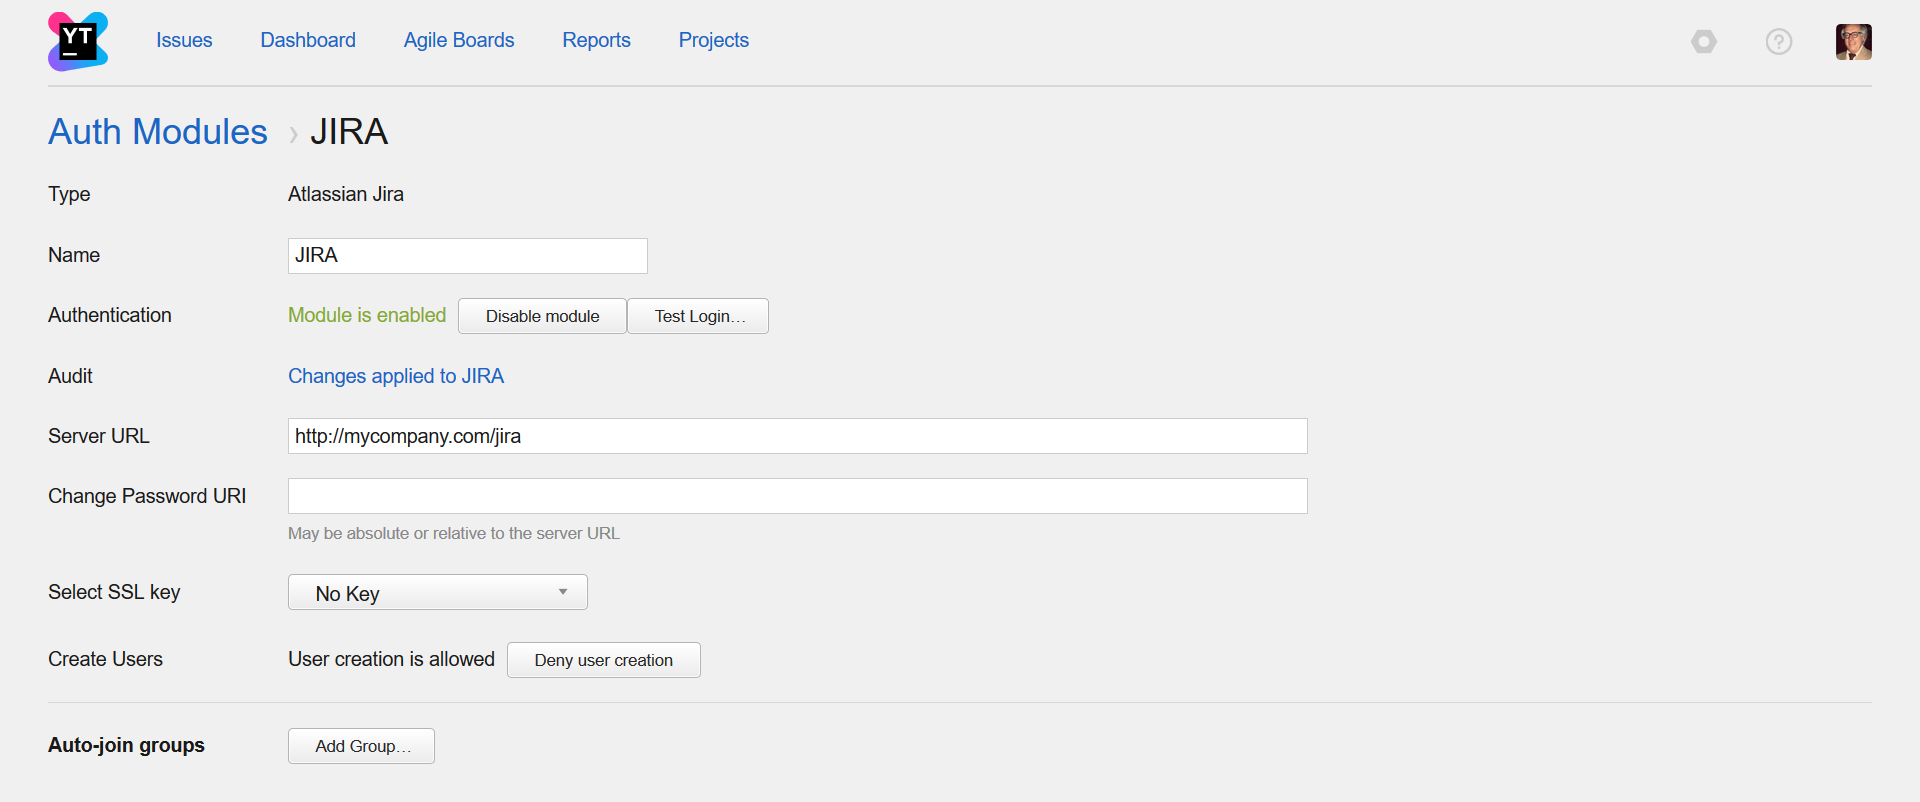 YT
Issues Dashboard Agile Boards Reports Projects
Auth Modules › JIRA
Type Atlassian Jira
Name JIRA
Authentication Module is enabled Disable module Test Login…
Audit Changes applied to JIRA
Server URL http://mycompany.com/jira
Change Password URI
May be absolute or relative to the server URL
Select SSL key No Key
Create Users User creation is allowed Deny user creation
Auto-join groups Add Group…